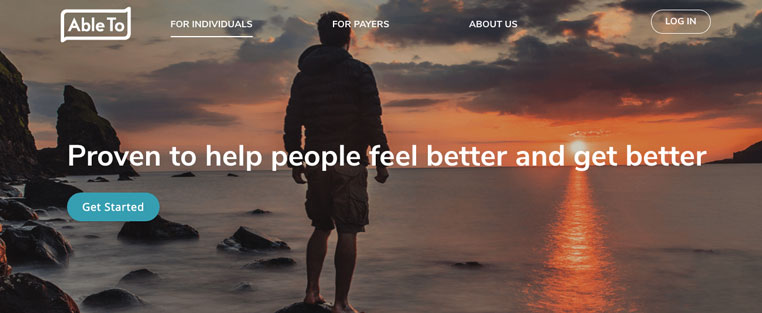 AbleTo
FOR INDIVIDUALS
FOR PAYERS
ABOUT US
LOG IN
Proven to help people feel better and get better
Get Started